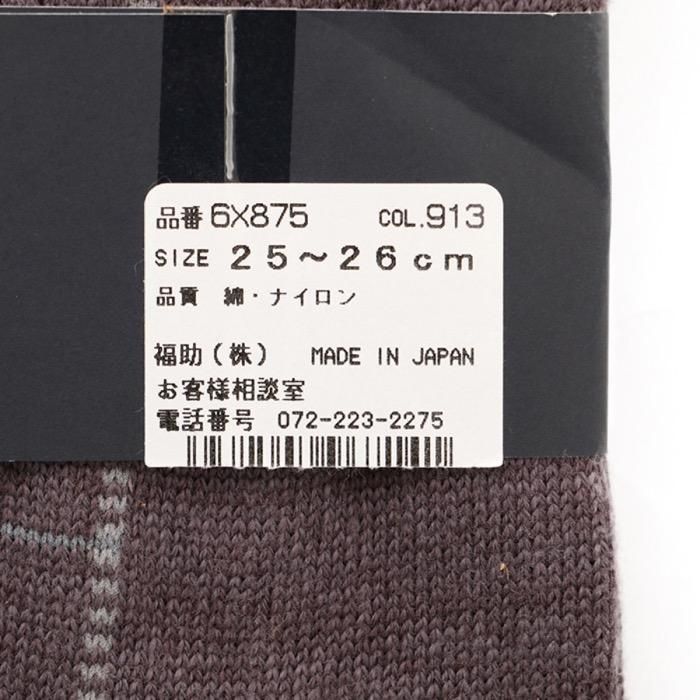 品番 6X875 COL.913
SIZE 25～26cm
品質 綿・ナイロン
福助(株) MADE IN JAPAN
お客様相談室
電話番号 072-223-2275